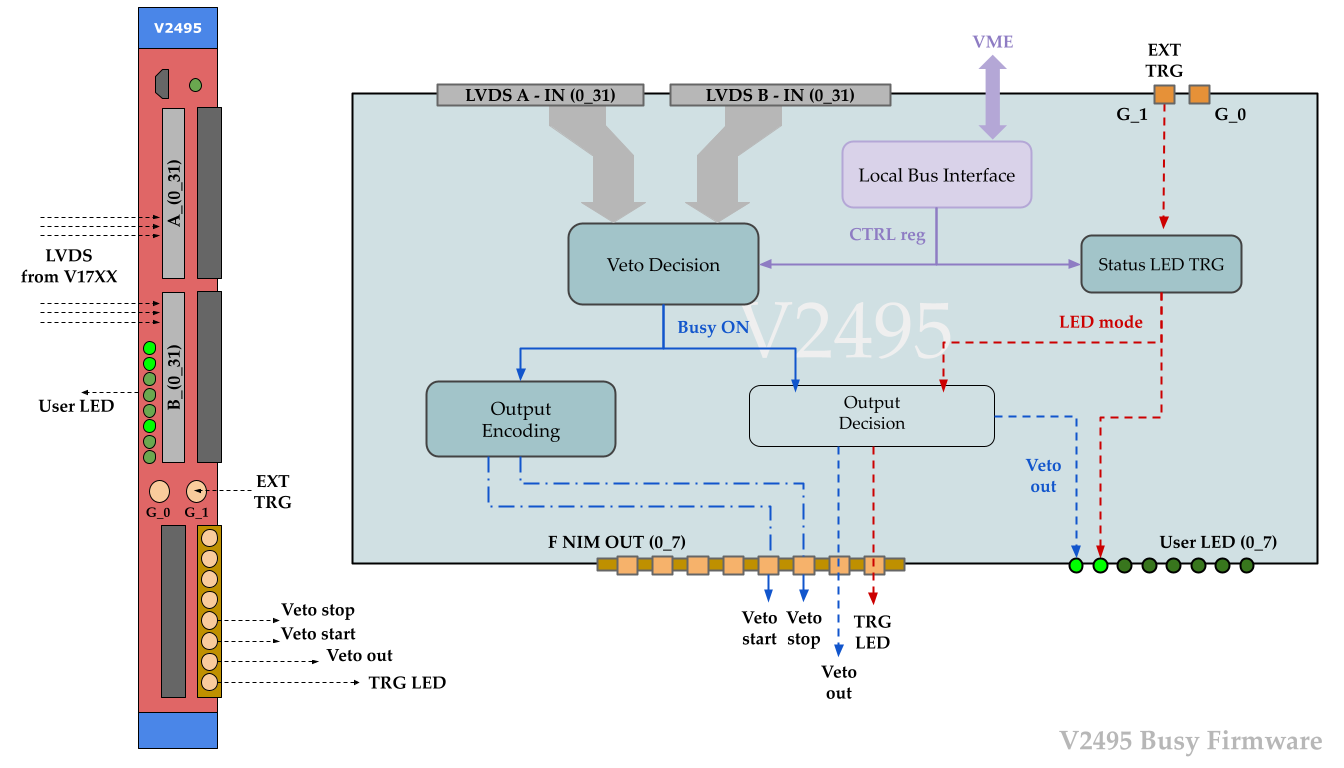 V2495
A_(0_31)
LVDS
from V17XX
B_(0_31)
User LED
EXT
TRG
G_0
G_1
Veto stop
Veto start
Veto out
TRG LED
LVDS A - IN (0_31)
LVDS B - IN (0_31)
VME
EXT
TRG
G_1
G_0
Local Bus Interface
CTRL reg
Veto Decision
Status LED TRG
V2495
Busy ON
LED mode
Output
Encoding
Output
Decision
Veto
out
F NIM OUT (0_7)
User LED (0_7)
Veto
start
Veto
stop
TRG
LED
Veto
out
V2495 Busy Firmware